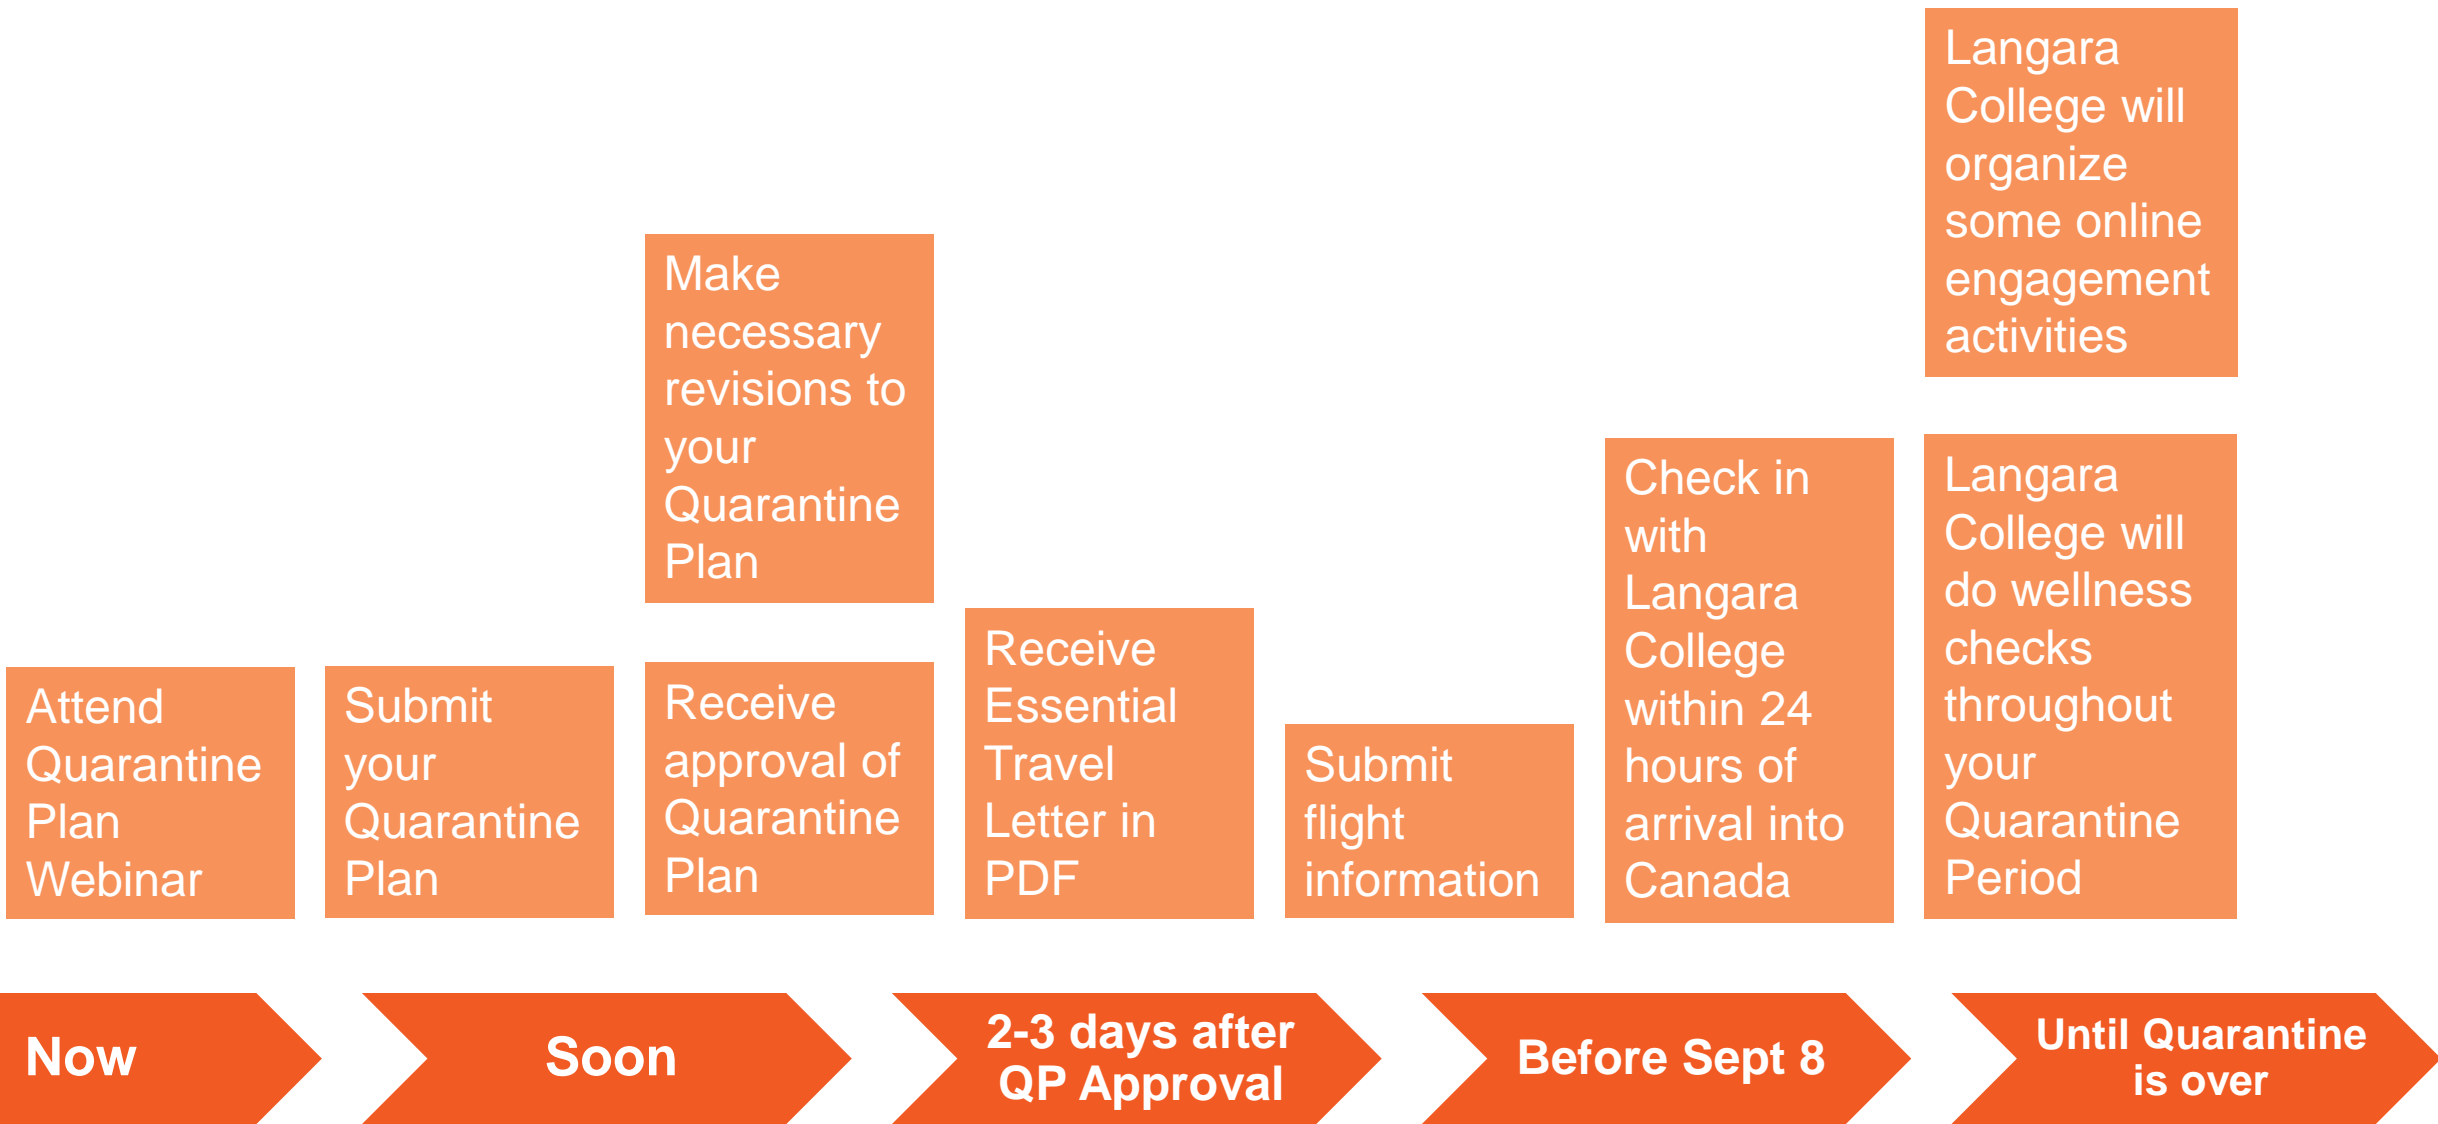 Attend
Quarantine
Plan
Webinar
Submit
your
Quarantine
Plan
Make
necessary
revisions to
your
Quarantine
Plan
Receive
approval of
Quarantine
Plan
Receive
Essential
Travel
Letter in
PDF
Submit
flight
information
Check in
with
Langara
College
within 24
hours of
arrival into
Canada
Langara
College will
organize
some online
engagement
activities
Langara
College will
do wellness
checks
throughout
your
Quarantine
Period
Now
Soon
2-3 days after
QP Approval
Before Sept 8
Until Quarantine
is over